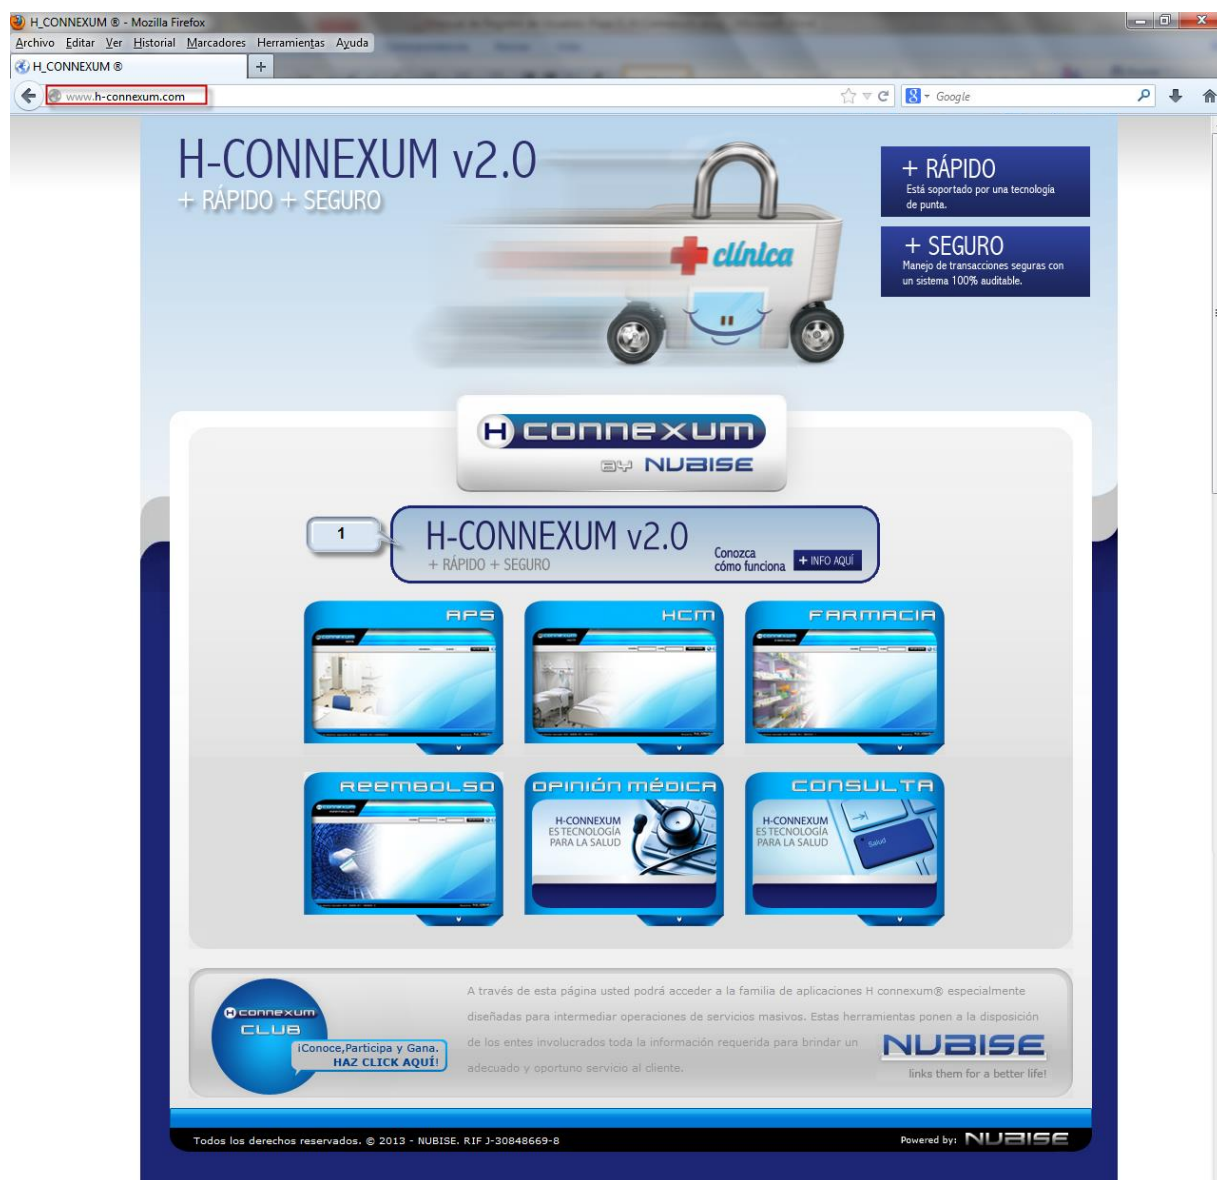 H_CONNEXUM ® - Mozilla Firefox
Archivo Editar Ver Historial Marcadores Herramientas Ayuda
H_CONNEXUM ®
www.h-connexum.com
Google
H-CONNEXUM v2.0
+ RÁPIDO + SEGURO
clínica
+ RÁPIDO
Está soportado por una tecnología
de punta.
+ SEGURO
Manejo de transacciones seguras con
un sistema 100% auditable.
H connexum
BY NUBISE
1
H-CONNEXUM v2.0
+ RÁPIDO + SEGURO
Conozca
cómo funciona
+ INFO AQUÍ
APS
HCM
FARMACIA
REEMBOLSO
OPINIÓN MÉDICA
H-CONNEXUM
ES TECNOLOGÍA
PARA LA SALUD
CONSULTA
H-CONNEXUM
ES TECNOLOGÍA
PARA LA SALUD
Salud
H connexum
CLUB
¡Conoce,Participa y Gana.
HAZ CLICK AQUÍ!
A través de esta página usted podrá acceder a la familia de aplicaciones H connexum® especialmente
diseñadas para intermediar operaciones de servicios masivos. Estas herramientas ponen a la disposición
de los entes involucrados toda la información requerida para brindar un
adecuado y oportuno servicio al cliente.
NUBISE
links them for a better life!
Todos los derechos reservados. © 2013 - NUBISE. RIF J-30848669-8
Powered by: NUBISE